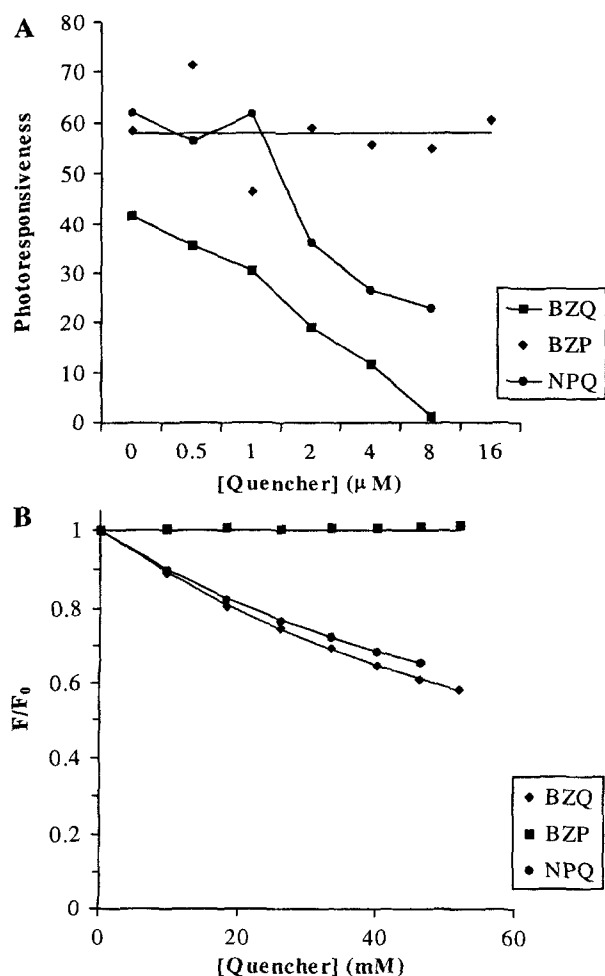 A
80
70
60
50
40
30
20
10
0
Photoresponsiveness
0 0.5 1 2 4 8 16
[Quencher] (μ M)
BZQ
BZP
NPQ
B
1
0.8
0.6
0.4
0.2
0
F/F0
0 20 40 60
[Quencher] (mM)
BZQ
BZP
NPQ